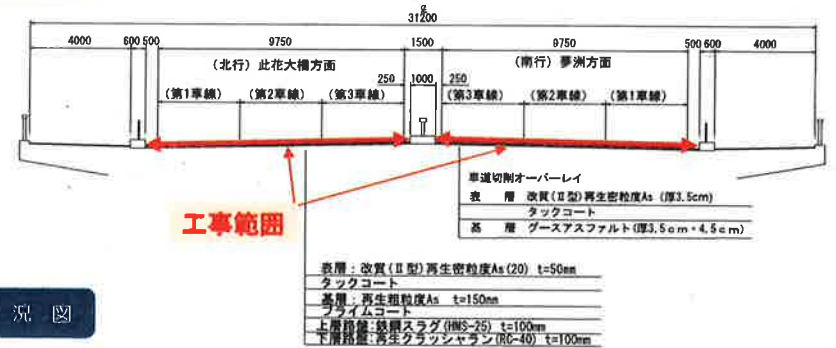 ℄
31200
4000 600 500 9750 1500 9750 500 600 4000
(北行) 此花大橋方面
(南行) 夢洲方面
250 1000 250
(第1車線) (第2車線) (第3車線) (第3車線) (第2車線) (第1車線)
工事範囲
車道切削オーバーレイ
表 層 改質(Ⅱ型)再生密粒度As (厚3.5cm)
タックコート
基 層 グースアスファルト(厚3.5cm・4.5cm)
表層：改質(Ⅱ型)再生密粒度As(20) t=50mm
タックコート
基層：再生粗粒度As t=150mm
プライムコート
上層路盤:鉄鋼スラグ(HMS-25) t=100mm
下層路盤:再生クラッシャラン(RC-40) t=100mm
況 図